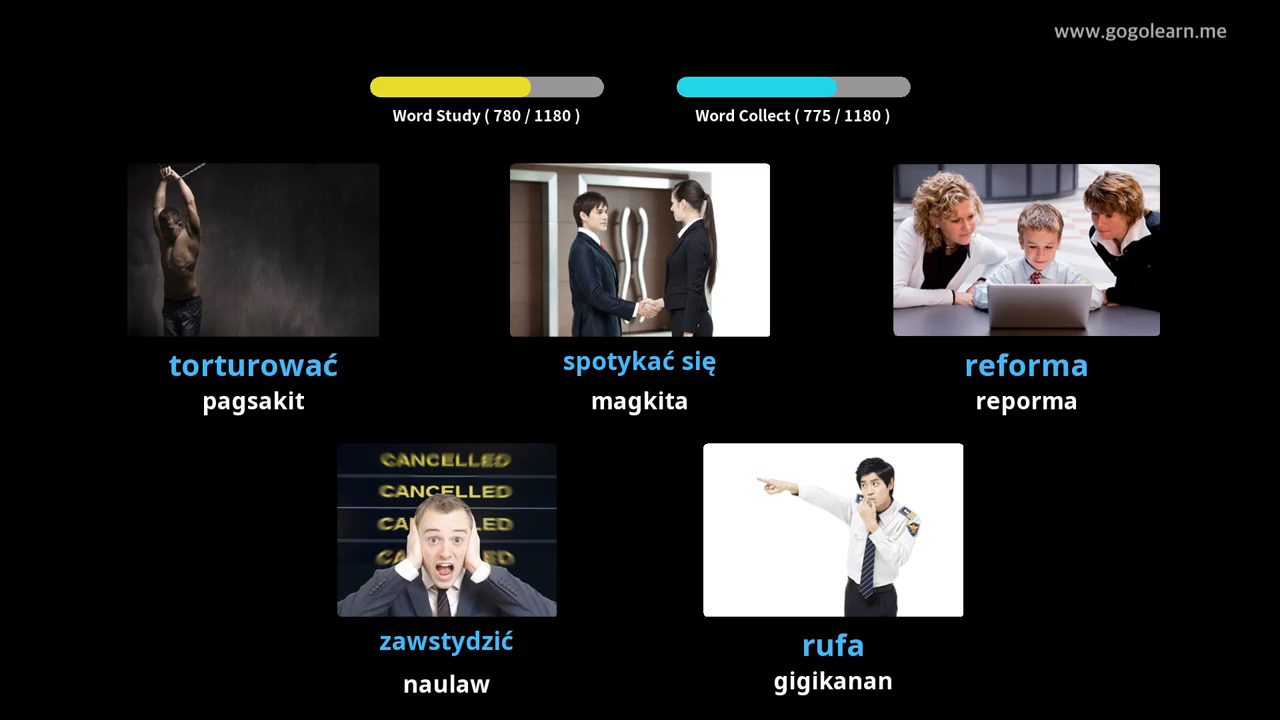 www.gogolearn.me
Word Study ( 780 / 1180 )
Word Collect ( 775 / 1180 )
torturować
pagsakit
spotykać się
magkita
reforma
reporma
CANCELLED
CANCELLED
zawstydzić
naulaw
rufa
gigikanan